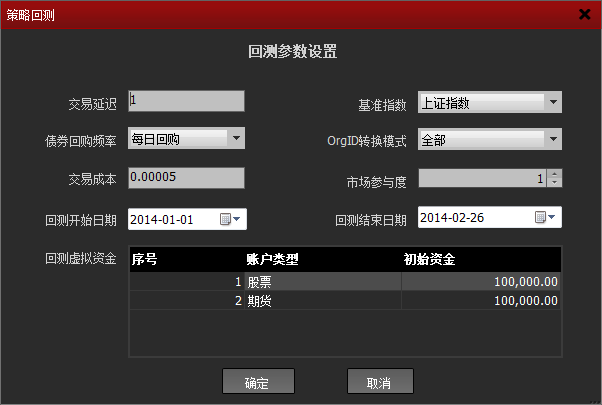 策略回测
回测参数设置
交易延迟 1 基准指数 上证指数
债券回购频率 每日回购 OrgID转换模式 全部
交易成本 0.00005 市场参与度 1
回测开始日期 2014-01-01 回测结束日期 2014-02-26
回测虚拟资金 序号 账户类型 初始资金
1 股票 100,000.00
2 期货 100,000.00
确定 取消